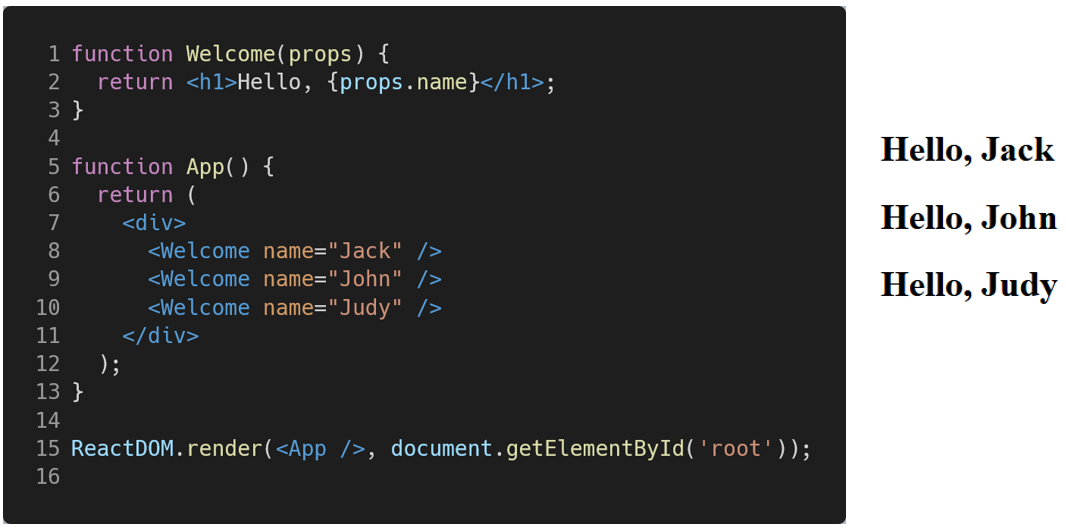 1 function Welcome(props) {
2   return <h1>Hello, {props.name}</h1>;
3 }
4
5 function App() {
6   return (
7     <div>
8       <Welcome name="Jack" />
9       <Welcome name="John" />
10       <Welcome name="Judy" />
11     </div>
12   );
13 }
14
15 ReactDOM.render(<App />, document.getElementById('root'));
16
Hello, Jack
Hello, John
Hello, Judy